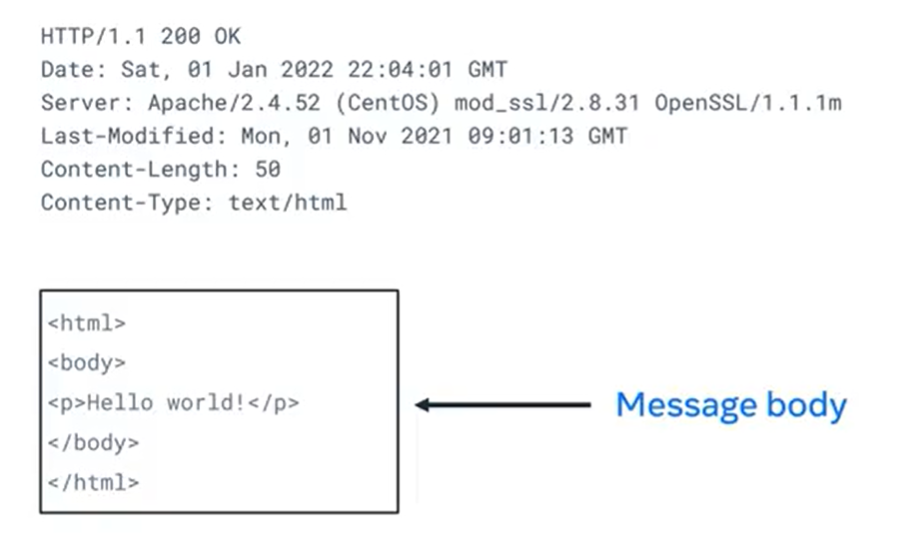 HTTP/1.1 200 OK
Date: Sat, 01 Jan 2022 22:04:01 GMT
Server: Apache/2.4.52 (CentOS) mod_ssl/2.8.31 OpenSSL/1.1.1m
Last-Modified: Mon, 01 Nov 2021 09:01:13 GMT
Content-Length: 50
Content-Type: text/html
<html>
<body>
<p>Hello world!</p>
Message body
</body>
</html>